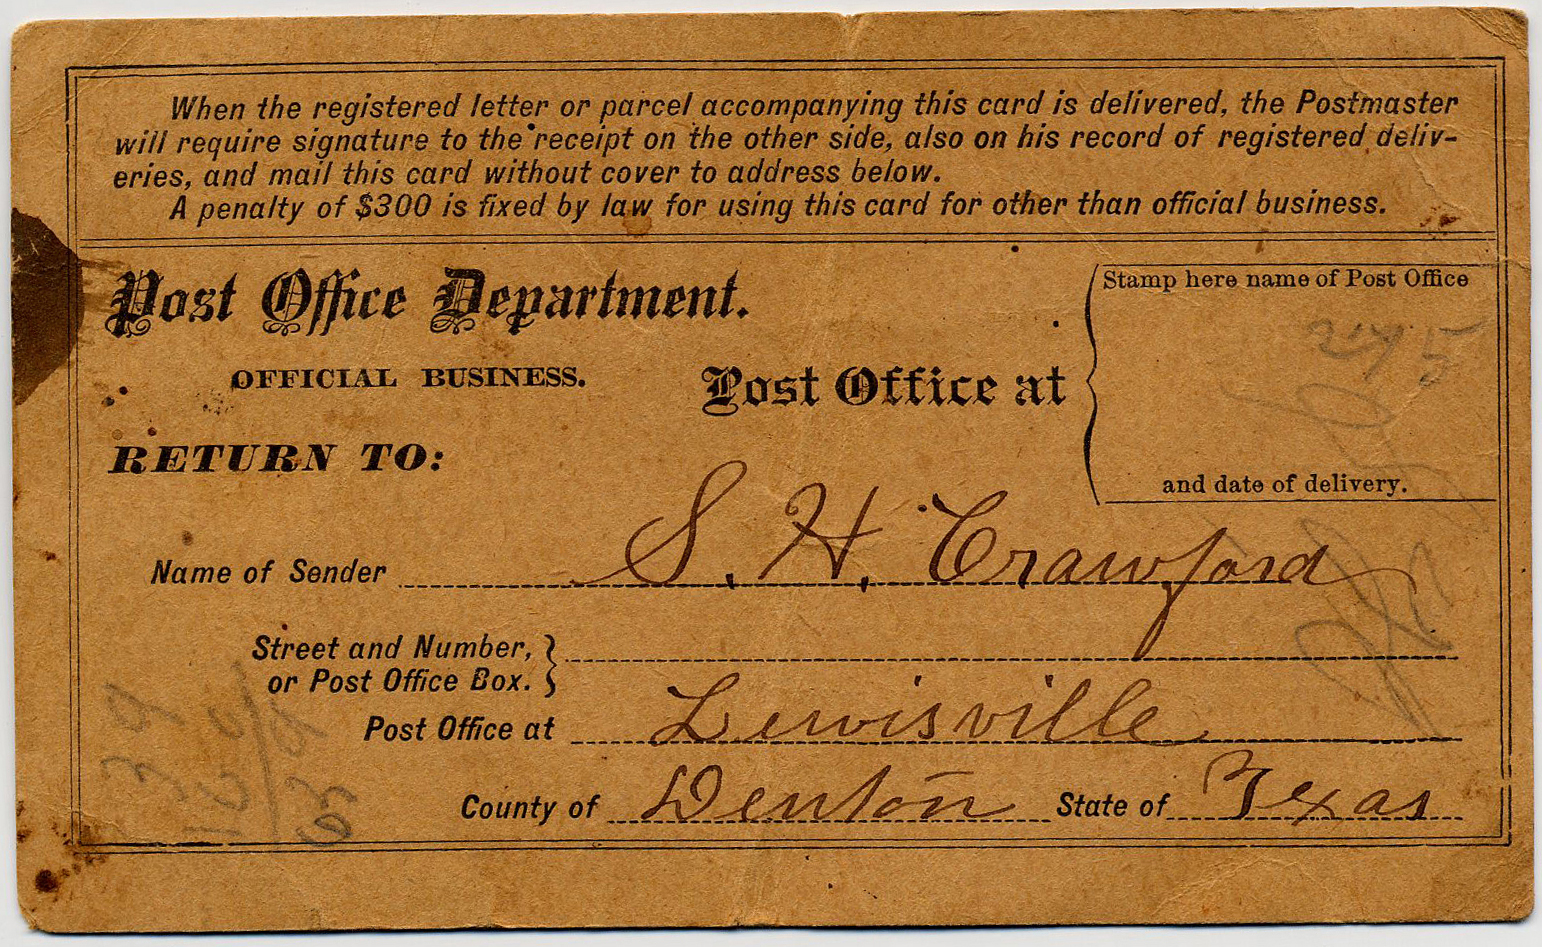 When the registered letter or parcel accompanying this card is delivered, the Postmaster
will require signature to the receipt on the other side, also on his record of registered deliv-
eries, and mail this card without cover to address below.
A penalty of $300 is fixed by law for using this card for other than official business.
Post Office Department.
OFFICIAL BUSINESS.
RETURN TO:
Post Office at
Stamp here name of Post Office
and date of delivery.
Name of Sender S. H. Crawford
Street and Number,
or Post Office Box.
Post Office at Lewisville
County of Denton State of Texas